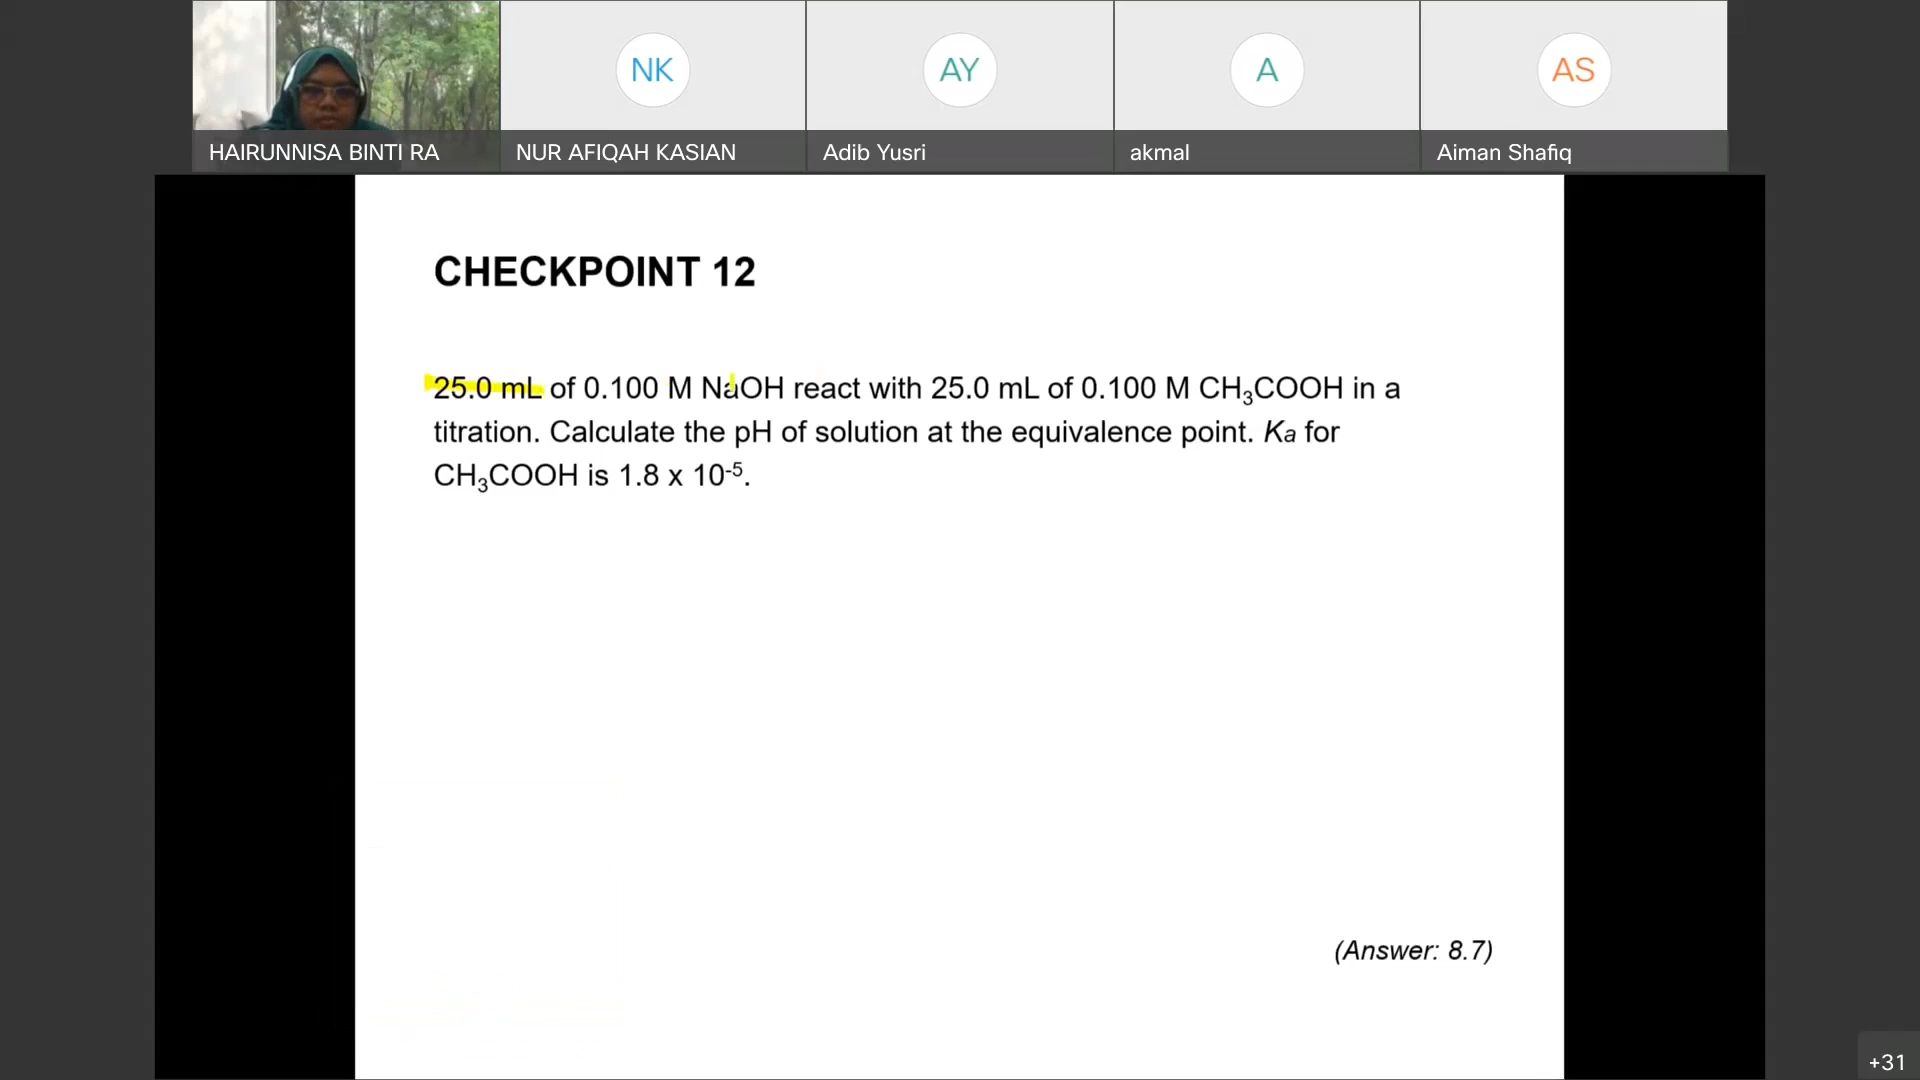 NK
AY
A
AS
HAIRUNNISA BINTI RA
NUR AFIQAH KASIAN
Adib Yusri
akmal
Aiman Shafiq
CHECKPOINT 12
25.0 mL of 0.100 M NaOH react with 25.0 mL of 0.100 M CH₃COOH in a
titration. Calculate the pH of solution at the equivalence point. Ka for
CH₃COOH is 1.8 x 10⁻⁵.
(Answer: 8.7)
+31